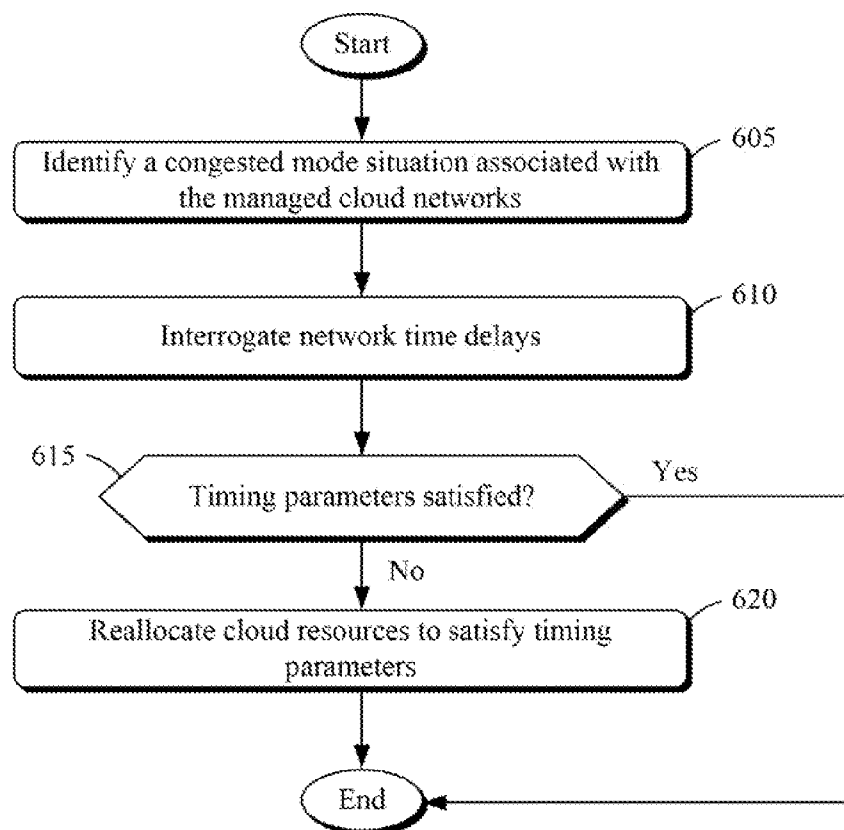 Start
Identify a congested mode situation associated with
the managed cloud networks
605
Interrogate network time delays
610
615
Timing parameters satisfied?
Yes
No
Reallocate cloud resources to satisfy timing
parameters
620
End